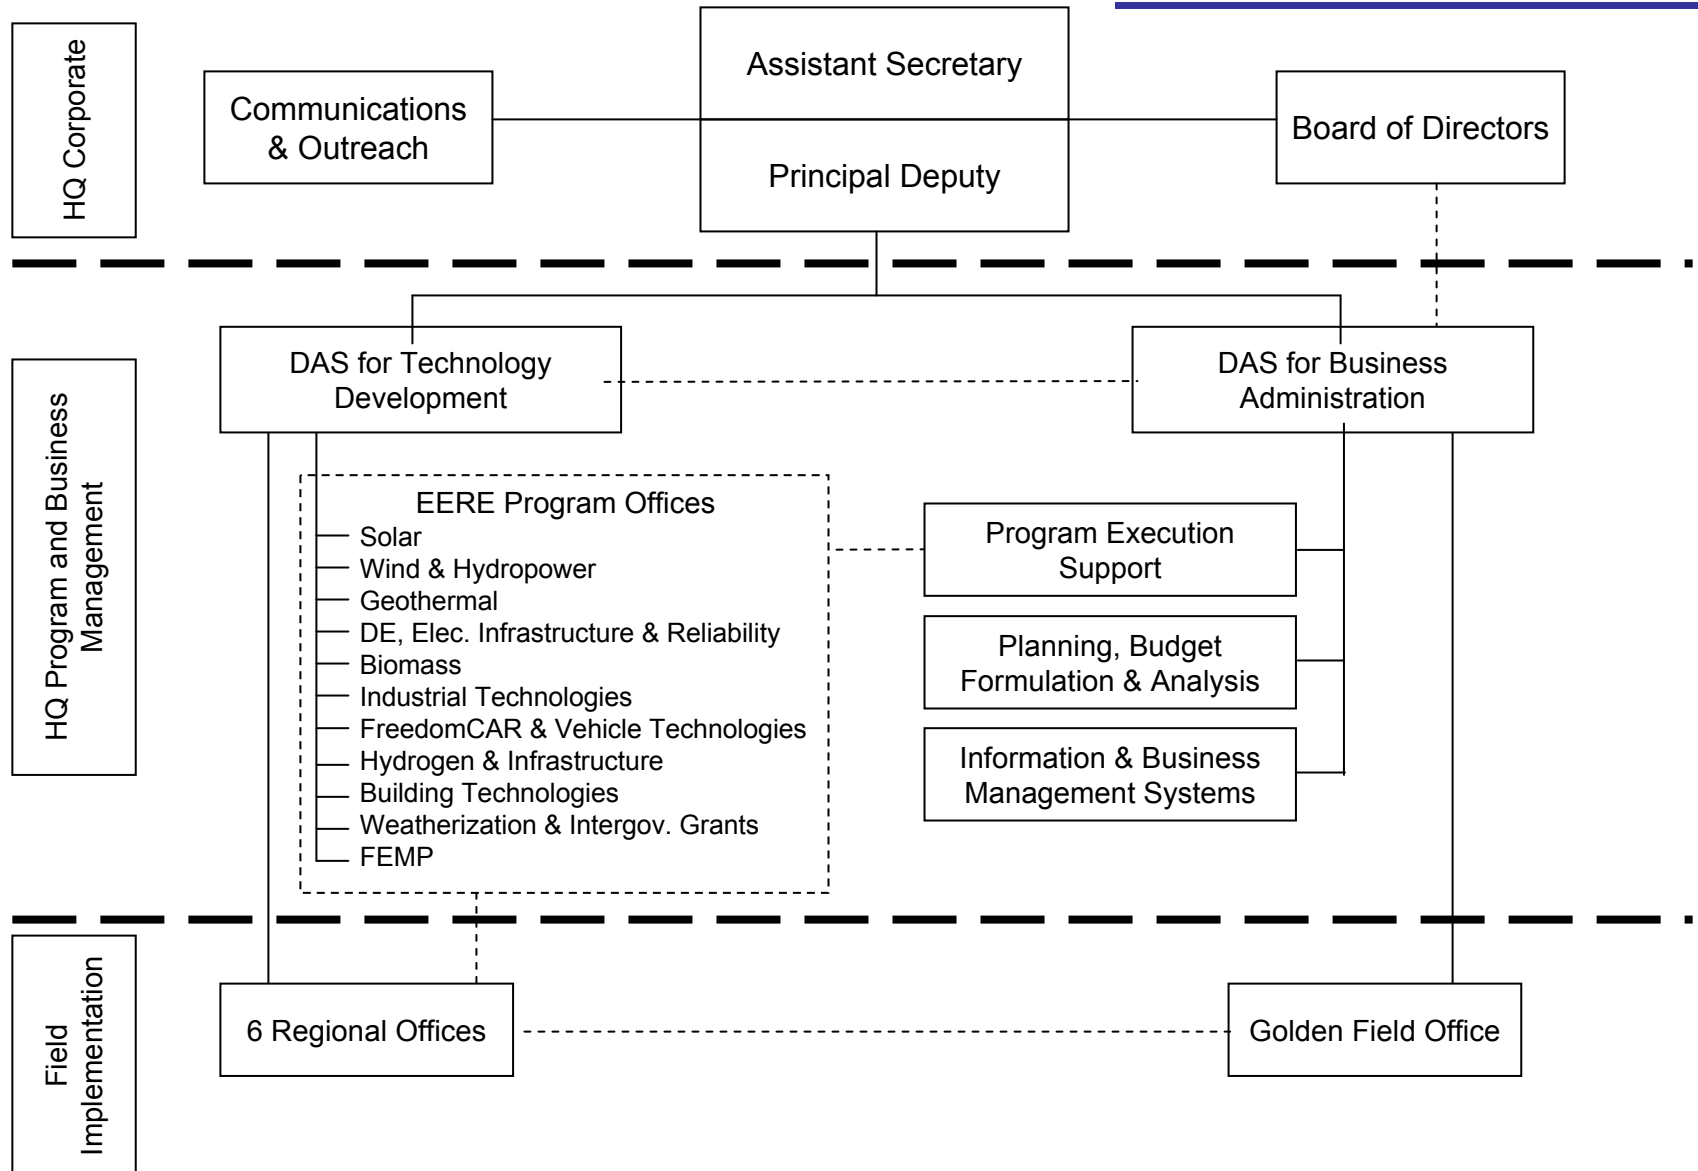 HQ Corporate
Communications
& Outreach
Assistant Secretary
Principal Deputy
Board of Directors
HQ Program and Business
Management
DAS for Technology
Development
DAS for Business
Administration
EERE Program Offices
Solar
Wind & Hydropower
Geothermal
DE, Elec. Infrastructure & Reliability
Biomass
Industrial Technologies
FreedomCAR & Vehicle Technologies
Hydrogen & Infrastructure
Building Technologies
Weatherization & Intergov. Grants
FEMP
Program Execution
Support
Planning, Budget
Formulation & Analysis
Information & Business
Management Systems
Field
Implementation
6 Regional Offices
Golden Field Office